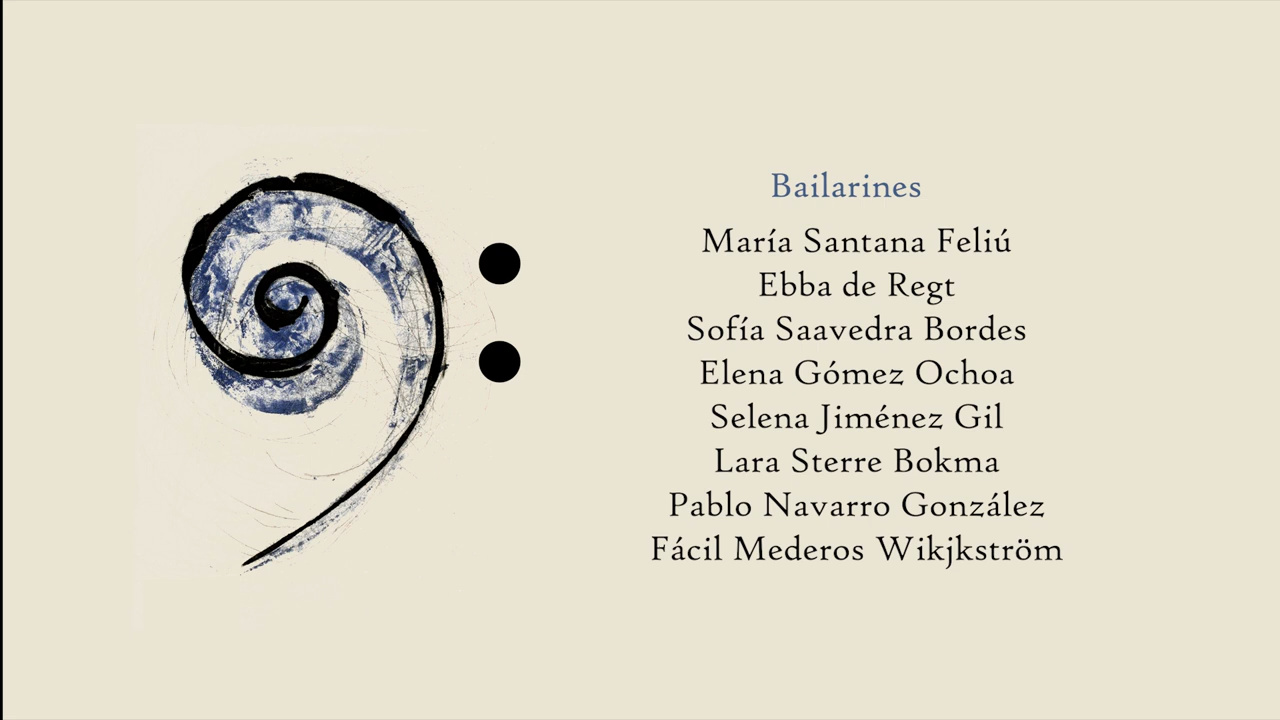 Bailarines
María Santana Feliú
Ebba de Regt
Sofía Saavedra Bordes
Elena Gómez Ochoa
Selena Jiménez Gil
Lara Sterre Bokma
Pablo Navarro González
Fácil Mederos Wikjkström